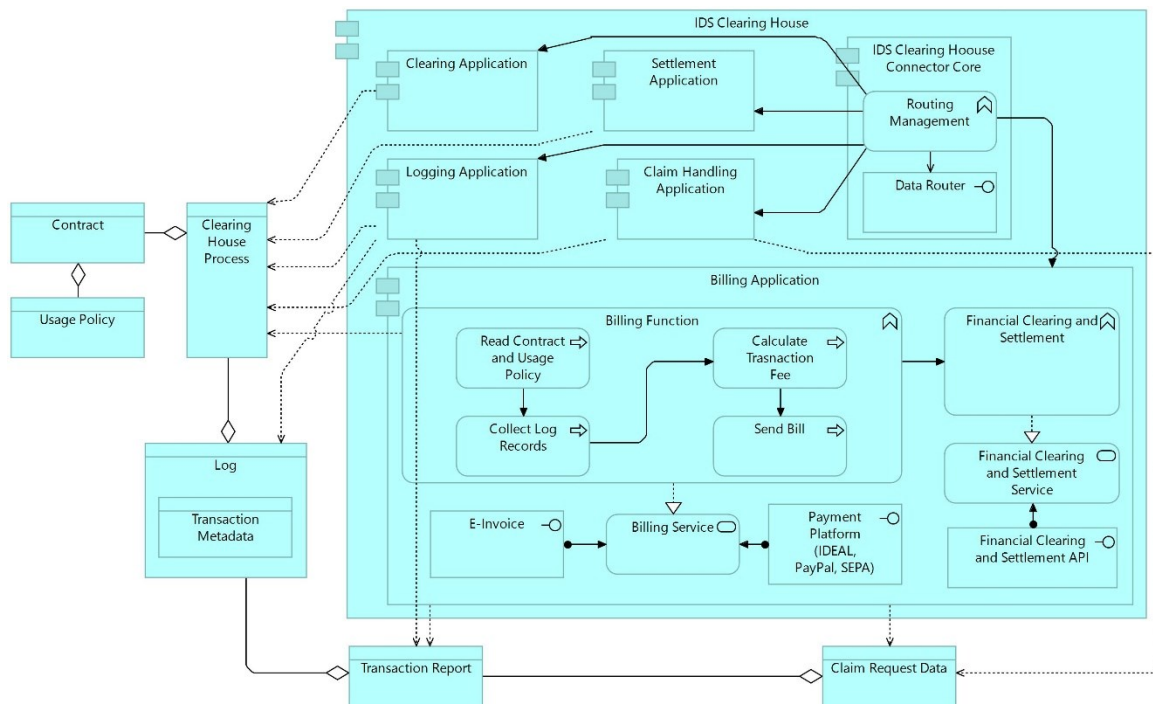 IDS Clearing House
Clearing Application
Settlement
Application
IDS Clearing Hoouse
Connector Core
Routing
Management
Logging Application
Claim Handling
Application
Data Router
Contract
Clearing
House
Process
Usage Policy
Billing Application
Billing Function
Read Contract
and Usage
Policy
Calculate
Trasnaction
Fee
Financial Clearing and
Settlement
Collect Log
Records
Send Bill
Log
Transaction
Metadata
Financial Clearing
and Settlement
Service
E-Invoice
Billing Service
Payment
Platform
(IDEAL,
PayPal, SEPA)
Financial Clearing
and Settlement API
Transaction Report
Claim Request Data